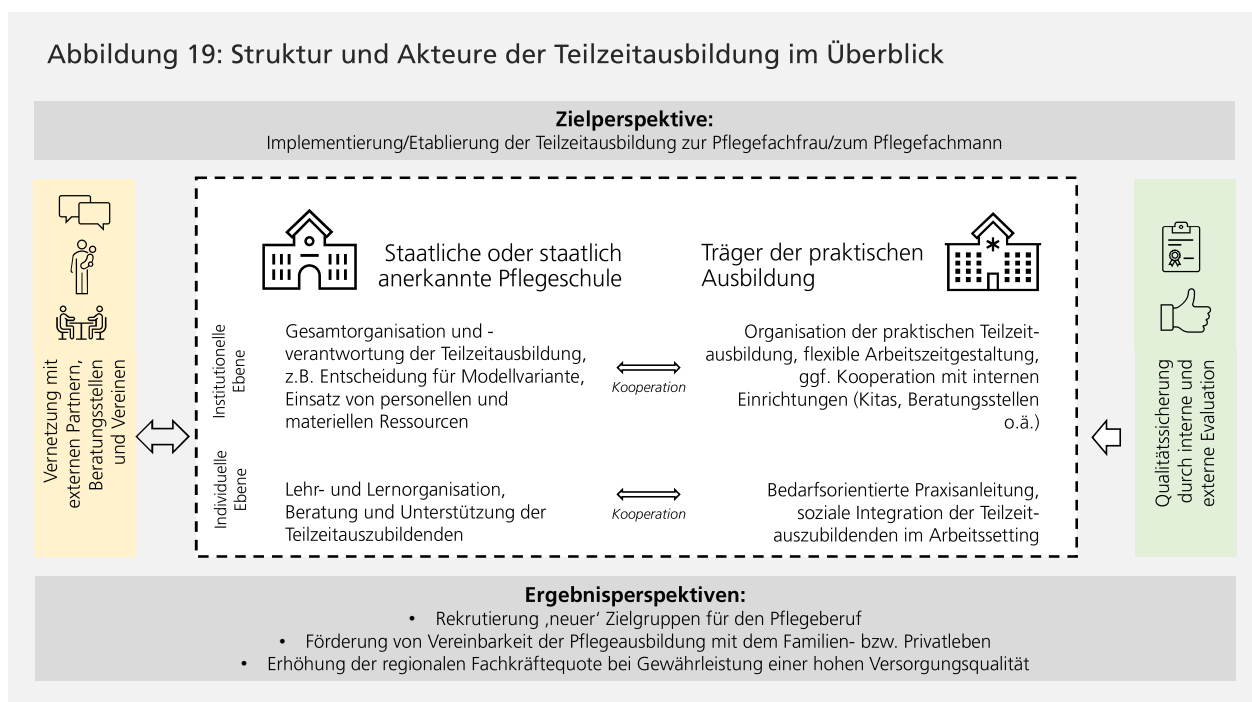 Abbildung 19: Struktur und Akteure der Teilzeitausbildung im Überblick
Zielperspektive:
Implementierung/Etablierung der Teilzeitausbildung zur Pflegefachfrau/zum Pflegefachmann
Vernetzung mit
externen Partnern,
Beratungsstellen
und Vereinen
Staatliche oder staatlich
anerkannte Pflegeschule
Träger der praktischen
Ausbildung
Institutionelle
Ebene
Gesamtorganisation und -
verantwortung der Teilzeitausbildung,
z.B. Entscheidung für Modellvariante,
Einsatz von personellen und
materiellen Ressourcen
Kooperation
Organisation der praktischen Teilzeit-
ausbildung, flexible Arbeitszeitgestaltung,
ggf. Kooperation mit internen
Einrichtungen (Kitas, Beratungsstellen
o.ä.)
Individuelle
Ebene
Lehr- und Lernorganisation,
Beratung und Unterstützung der
Teilzeitauszubildenden
Kooperation
Bedarfsorientierte Praxisanleitung,
soziale Integration der Teilzeit-
auszubildenden im Arbeitssetting
Qualitätssicherung
durch interne und
externe Evaluation
Ergebnisperspektiven:
• Rekrutierung ‚neuer‘ Zielgruppen für den Pflegeberuf
• Förderung von Vereinbarkeit der Pflegeausbildung mit dem Familien- bzw. Privatleben
• Erhöhung der regionalen Fachkräftequote bei Gewährleistung einer hohen Versorgungsqualität